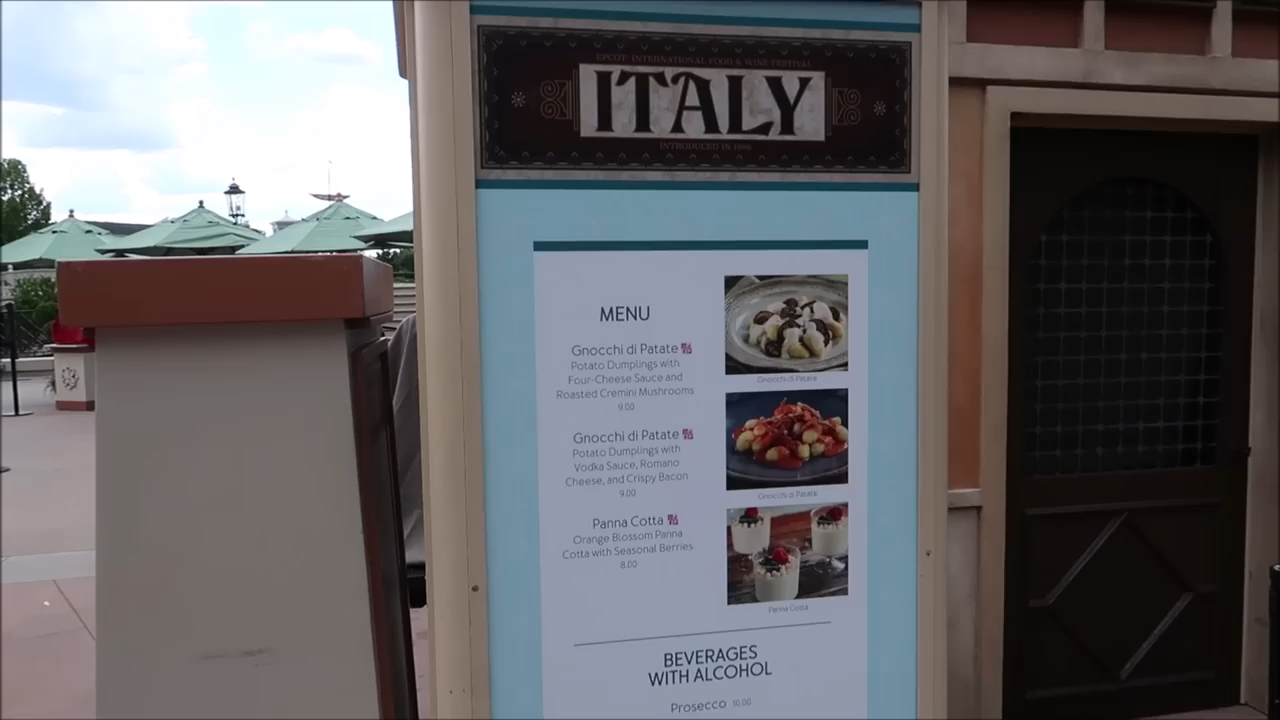 EPCOT INTERNATIONAL FOOD & WINE FESTIVAL
ITALY
INTRODUCED IN 1996
MENU
Gnocchi di Patate
Potato Dumplings with
Four-Cheese Sauce and
Roasted Cremini Mushrooms
9.00
Gnocchi di Patate
Potato Dumplings with
Vodka Sauce, Romano
Cheese, and Crispy Bacon
9.00
Panna Cotta
Orange Blossom Panna
Cotta with Seasonal Berries
8.00
Gnocchi di Patate
Gnocchi di Patate
Panna Cotta
BEVERAGES
WITH ALCOHOL
Prosecco 10.00